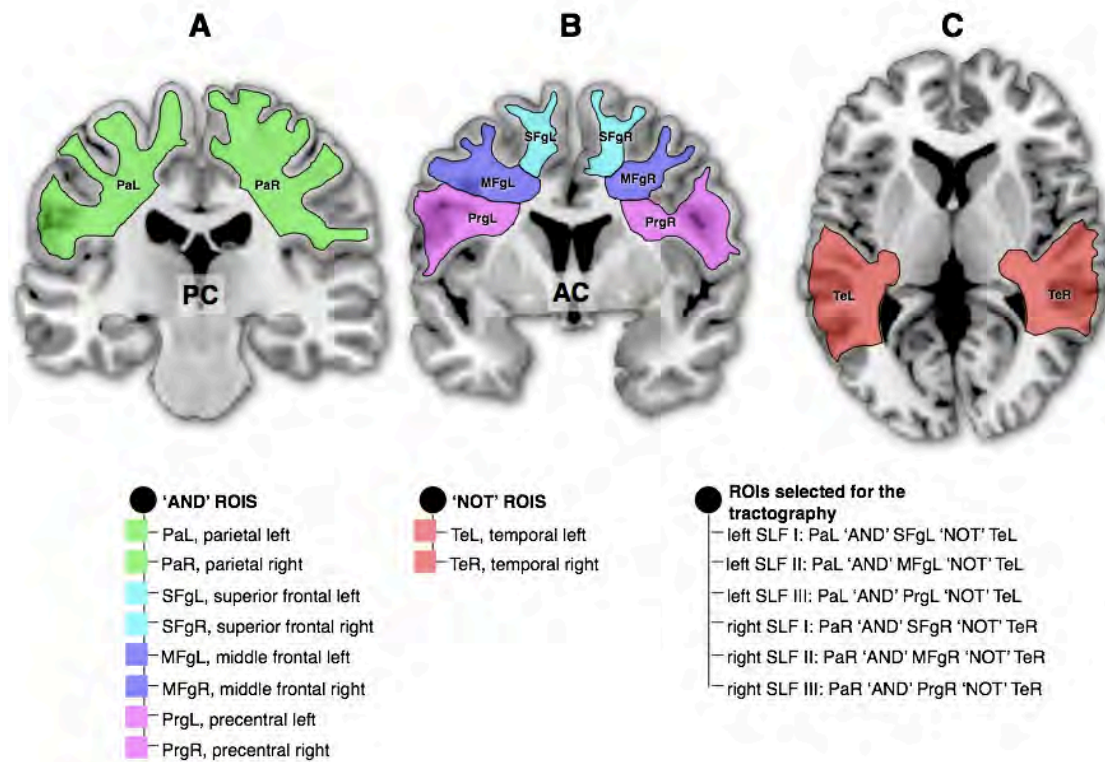 A
B
C
PaL
PaR
PC
SFgL
SFgR
MFgL
MFgR
PrgL
PrgR
AC
TeL
TeR
‘AND’ ROIS
PaL, parietal left
PaR, parietal right
SFgL, superior frontal left
SFgR, superior frontal right
MFgL, middle frontal left
MFgR, middle frontal right
PrgL, precentral left
PrgR, precentral right
‘NOT’ ROIS
TeL, temporal left
TeR, temporal right
ROIs selected for the
tractography
left SLF I: PaL ‘AND’ SFgL ‘NOT’ TeL
left SLF II: PaL ‘AND’ MFgL ‘NOT’ TeL
left SLF III: PaL ‘AND’ PrgL ‘NOT’ TeL
right SLF I: PaR ‘AND’ SFgR ‘NOT’ TeR
right SLF II: PaR ‘AND’ MFgR ‘NOT’ TeR
right SLF III: PaR ‘AND’ PrgR ‘NOT’ TeR